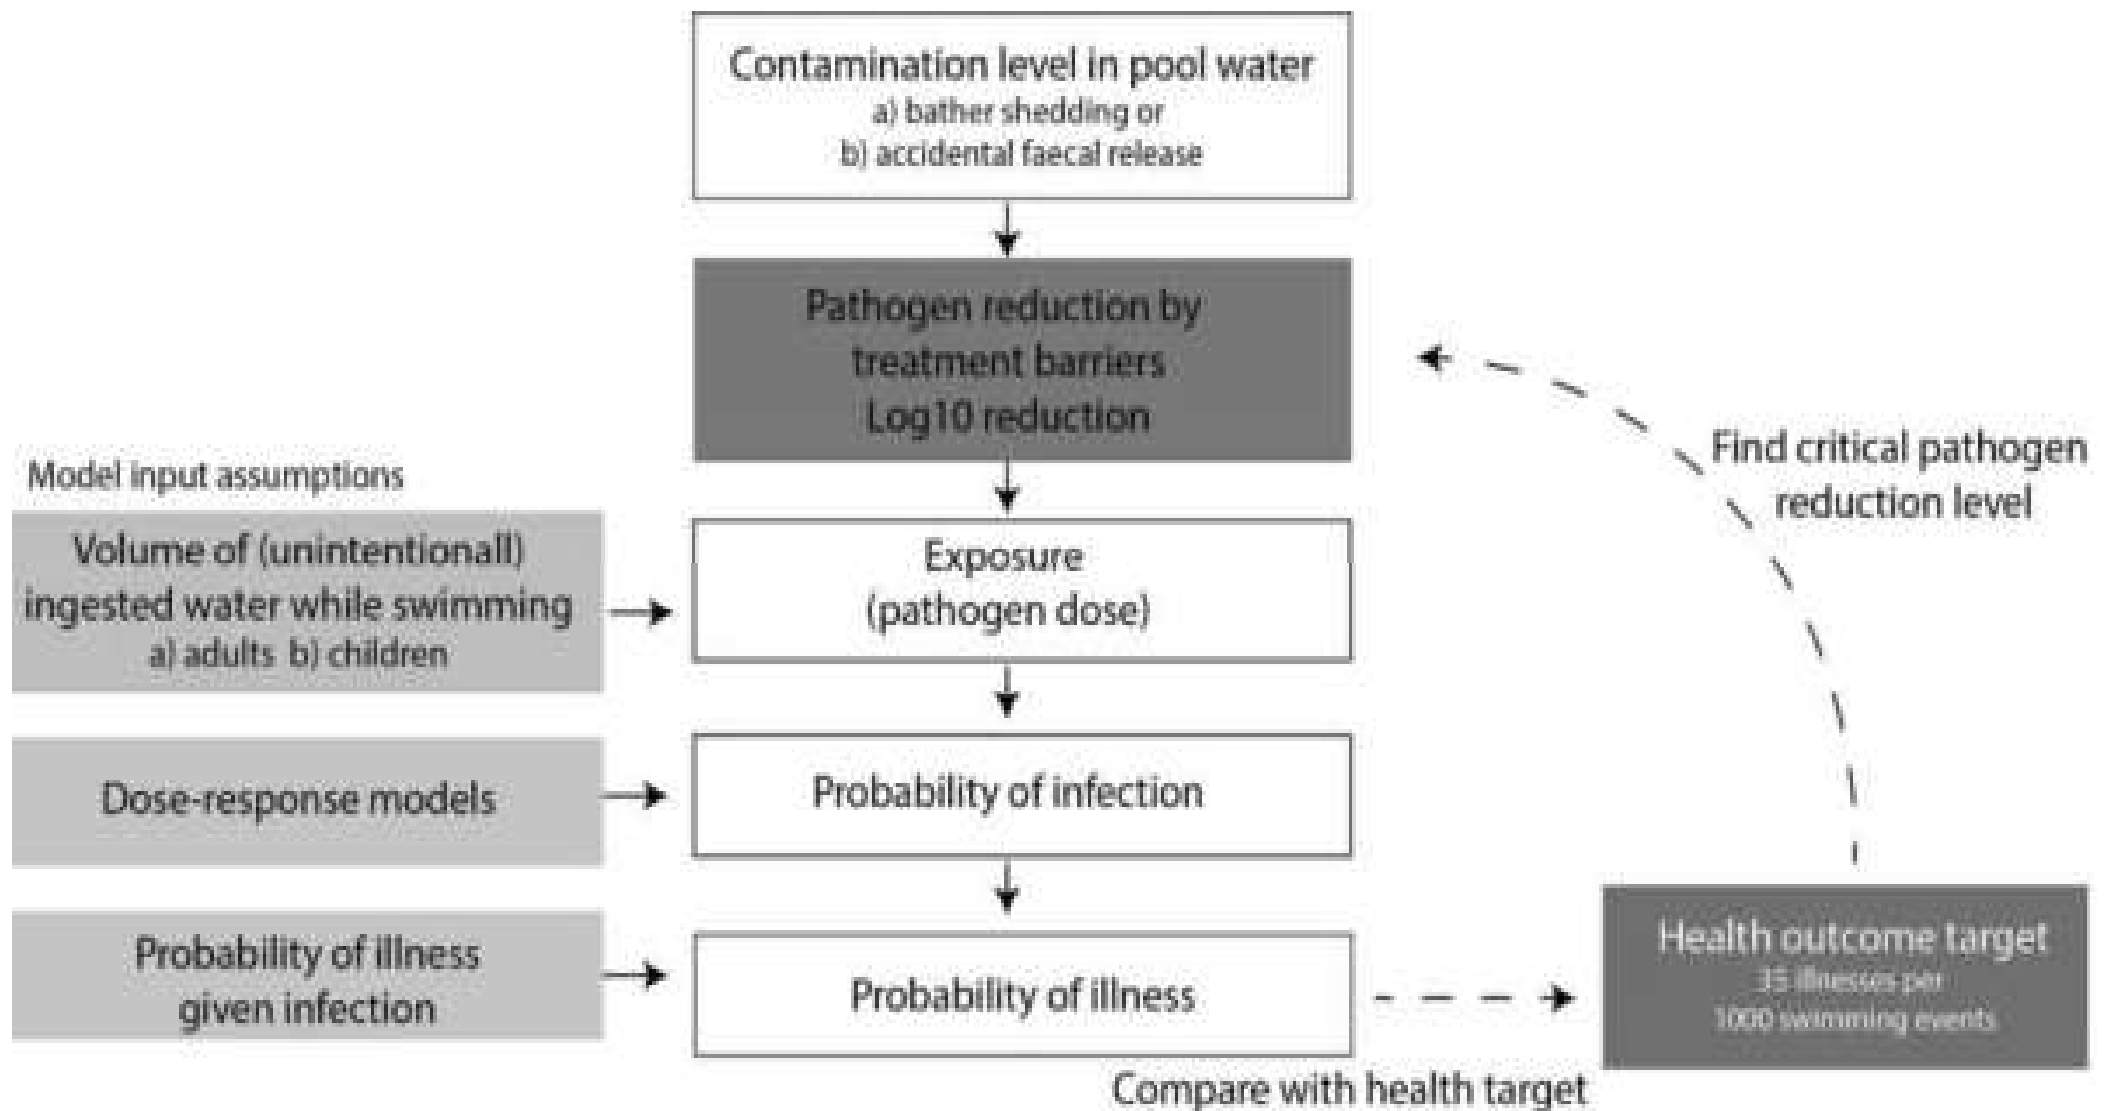 Contamination level in pool water
a) bather shedding or
b) accidental faecal release
Pathogen reduction by
treatment barriers
Log10 reduction
Find critical pathogen
reduction level
Model input assumptions
Volume of (unintentionall)
ingested water while swimming
a) adults b) children
Exposure
(pathogen dose)
Dose-response models
Probability of infection
Probability of illness
given infection
Probability of illness
Health outcome target
35 illnesses per
1000 swimming events
Compare with health target